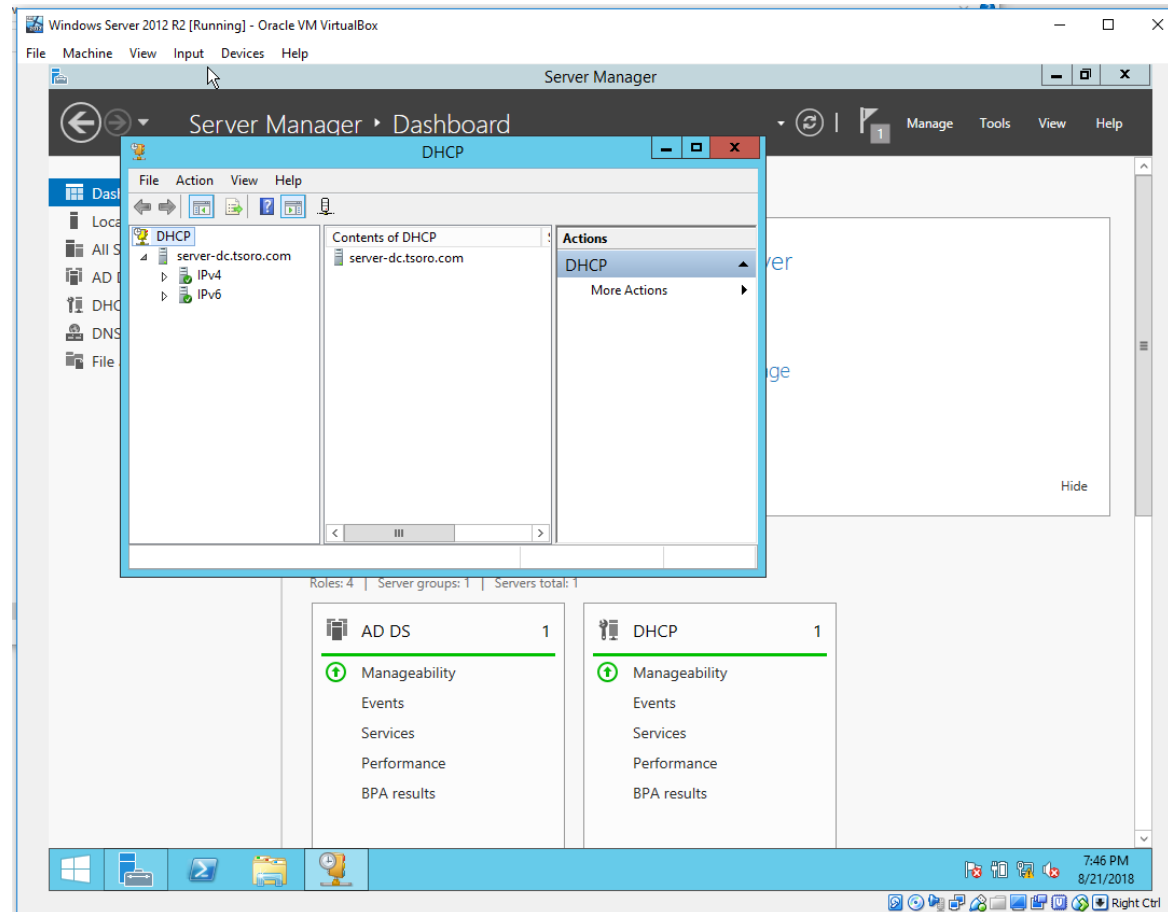 Windows Server 2012 R2 [Running] - Oracle VM VirtualBox
File Machine View Input Devices Help
Server Manager
Server Manager • Dashboard
1 Manage Tools View Help
DHCP
File Action View Help
Dash
Loca
All S
AD D
DHC
DNS
File
DHCP
server-dc.tsoro.com
IPv4
IPv6
Contents of DHCP
server-dc.tsoro.com
Actions
DHCP
More Actions
ver
ge
Hide
Roles: 4 | Server groups: 1 | Servers total: 1
AD DS 1
Manageability
Events
Services
Performance
BPA results
DHCP 1
Manageability
Events
Services
Performance
BPA results
7:46 PM
8/21/2018
Right Ctrl